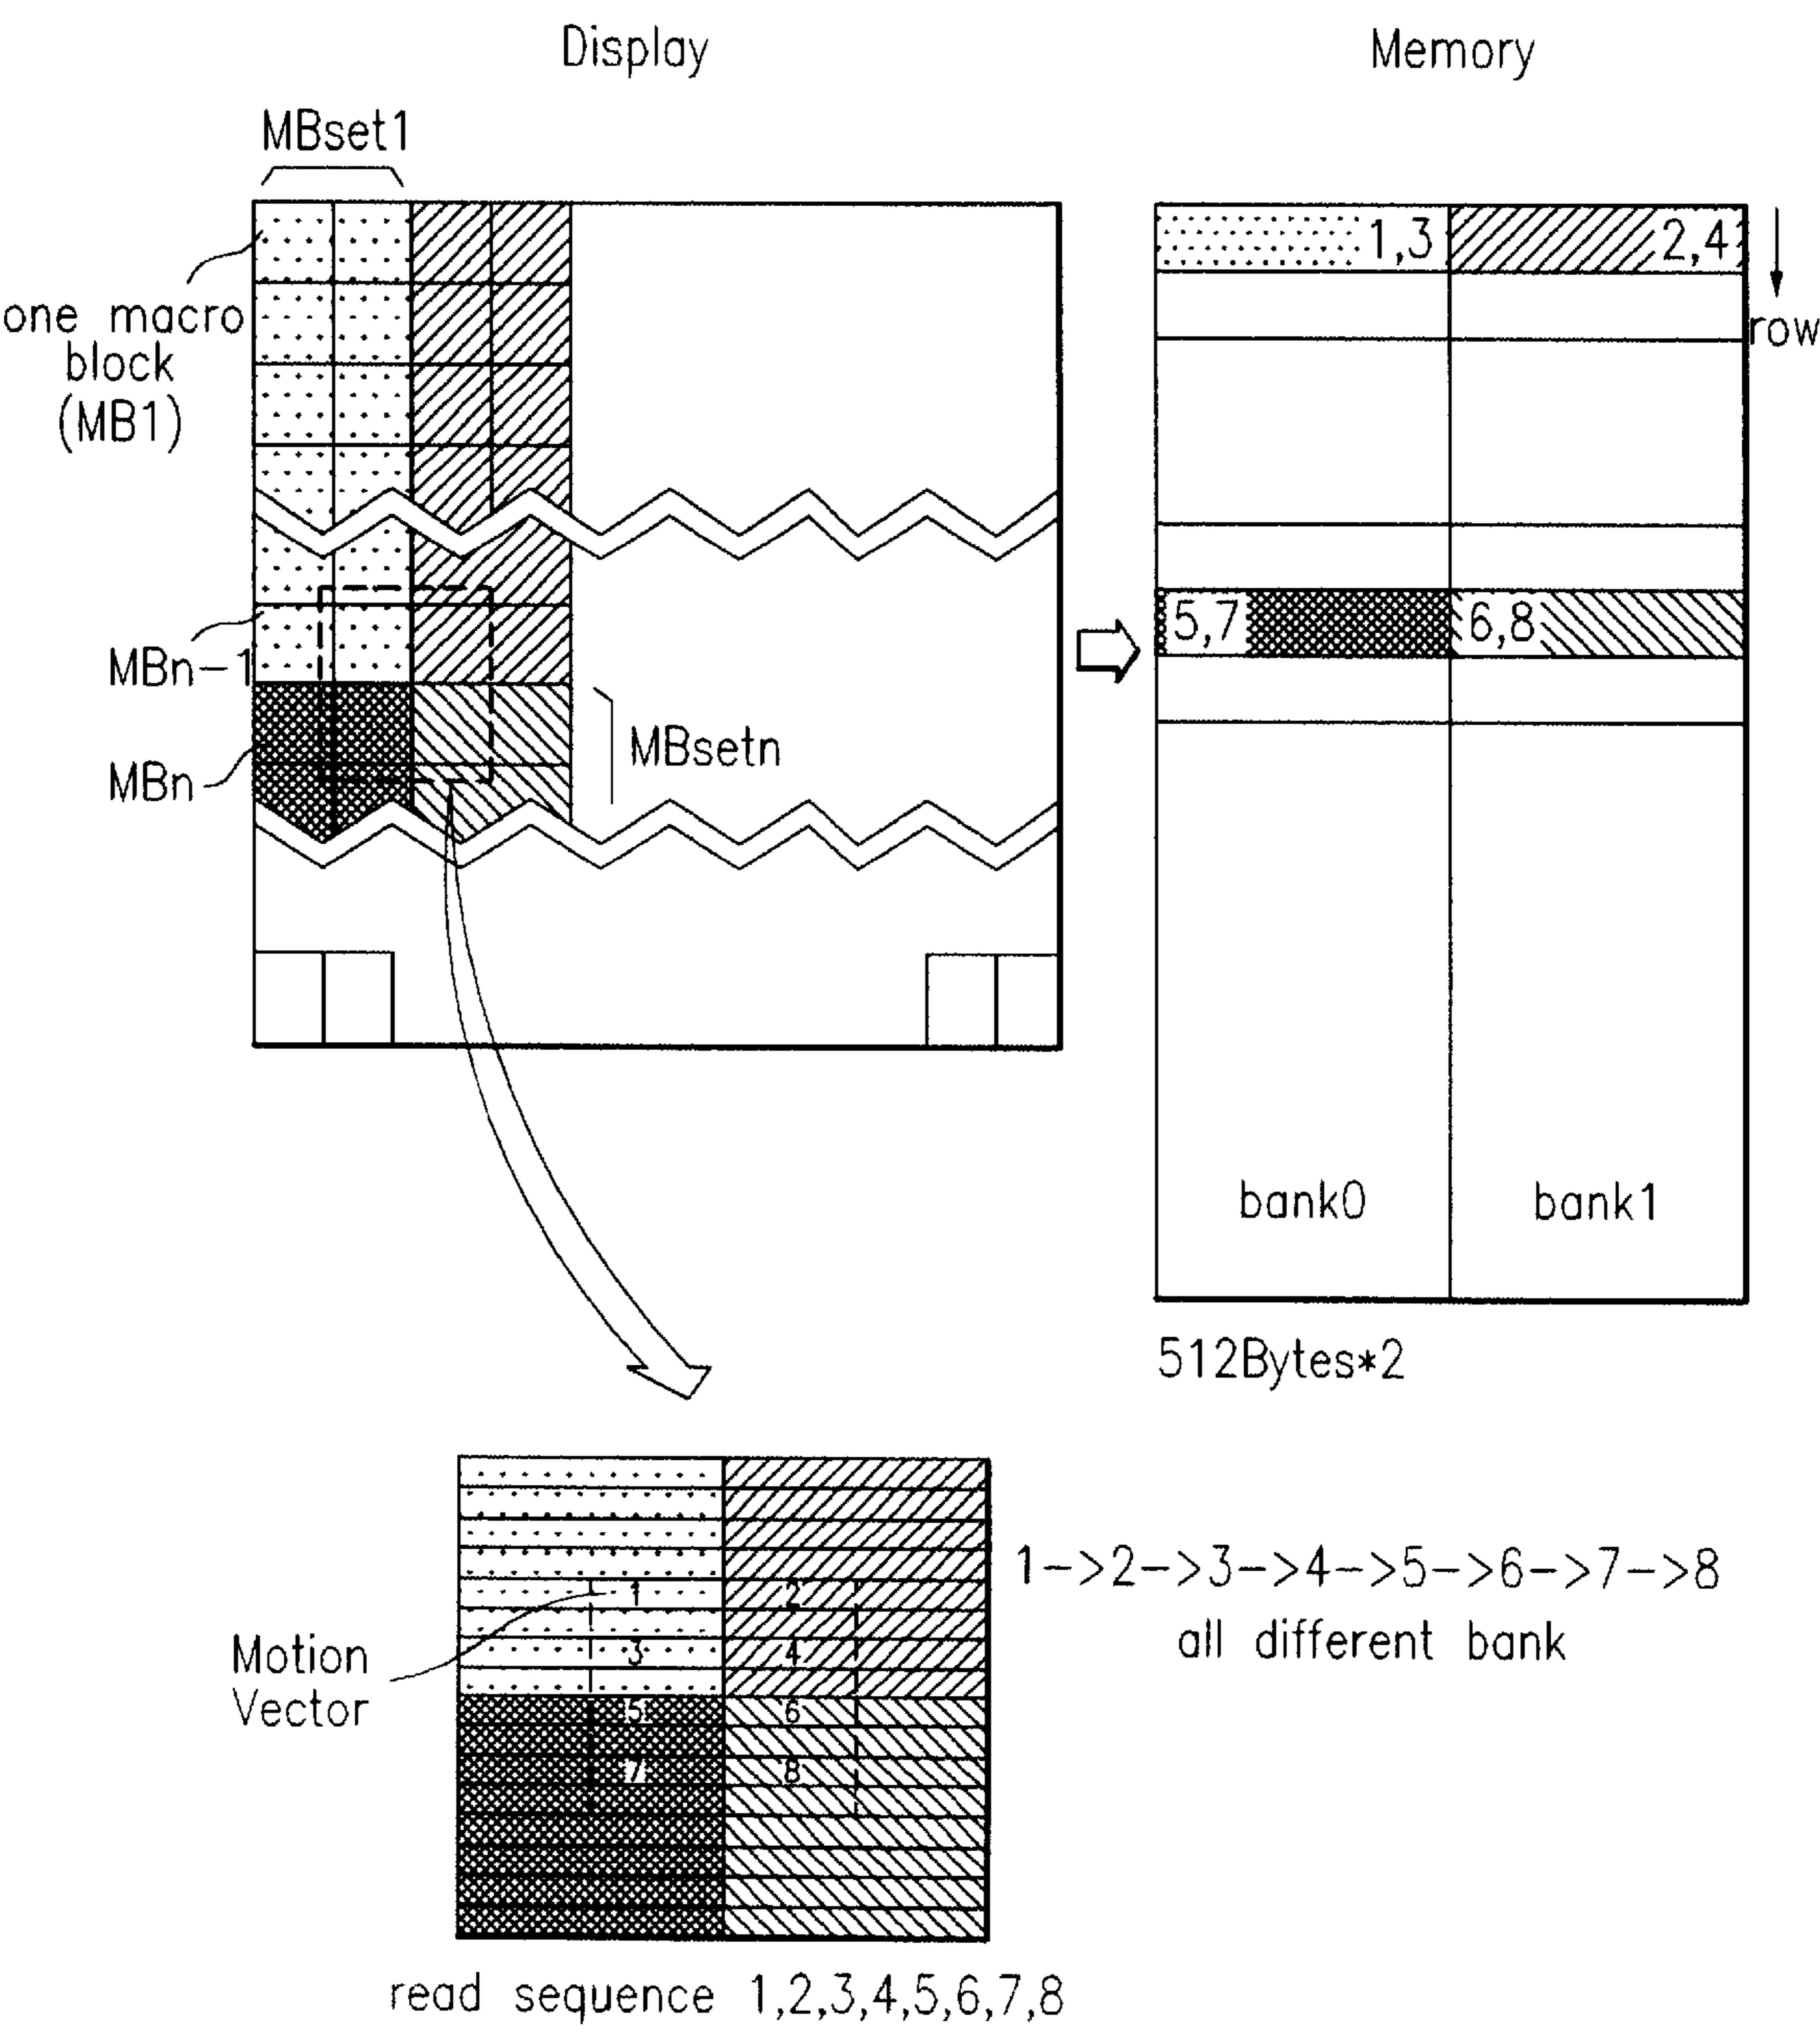 Display
Memory
MBset1
1,3
2,4
one macro
block
(MB1)
row
MBn-1
5,7
6,8
MBsetn
MBn
bank0
bank1
512Bytes*2
1->2->3->4->5->6->7->8
all different bank
1
2
3
4
Motion
Vector
5
6
7
8
read sequence 1,2,3,4,5,6,7,8